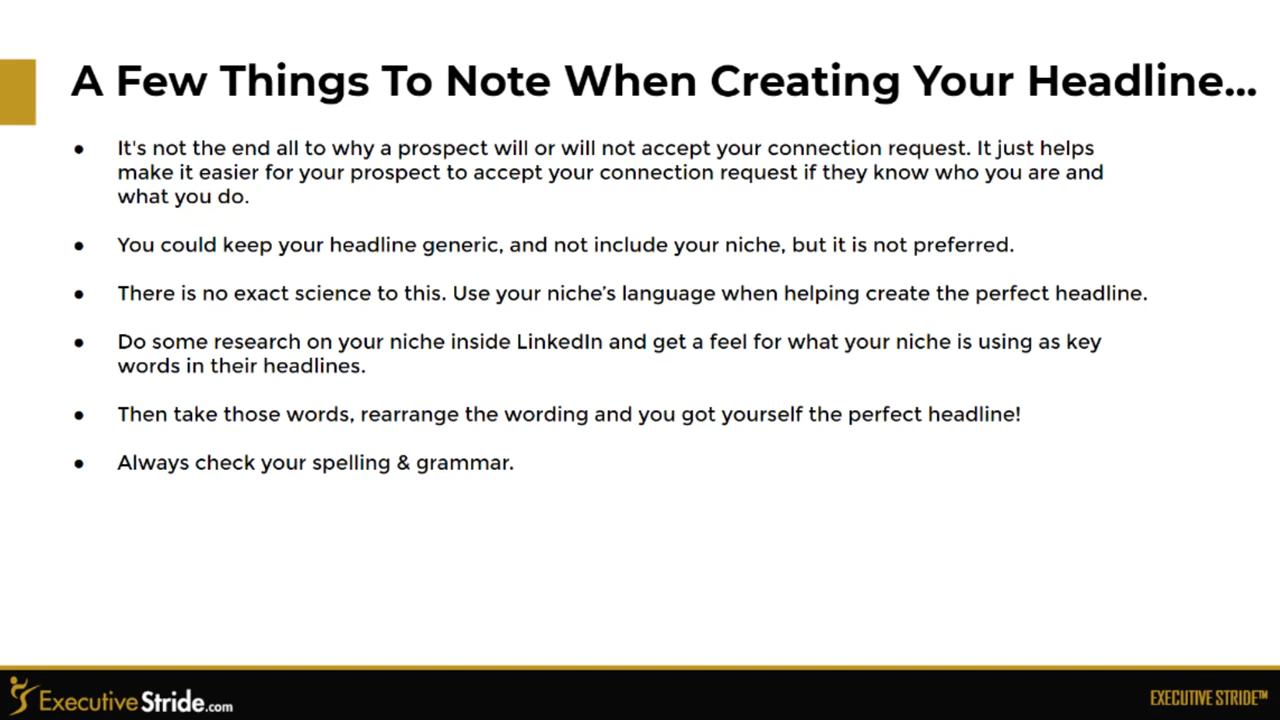 A Few Things To Note When Creating Your Headline...
● It's not the end all to why a prospect will or will not accept your connection request. It just helps
make it easier for your prospect to accept your connection request if they know who you are and
what you do.
● You could keep your headline generic, and not include your niche, but it is not preferred.
● There is no exact science to this. Use your niche’s language when helping create the perfect headline.
● Do some research on your niche inside LinkedIn and get a feel for what your niche is using as key
words in their headlines.
● Then take those words, rearrange the wording and you got yourself the perfect headline!
● Always check your spelling & grammar.
ExecutiveStride.com
EXECUTIVE STRIDE™